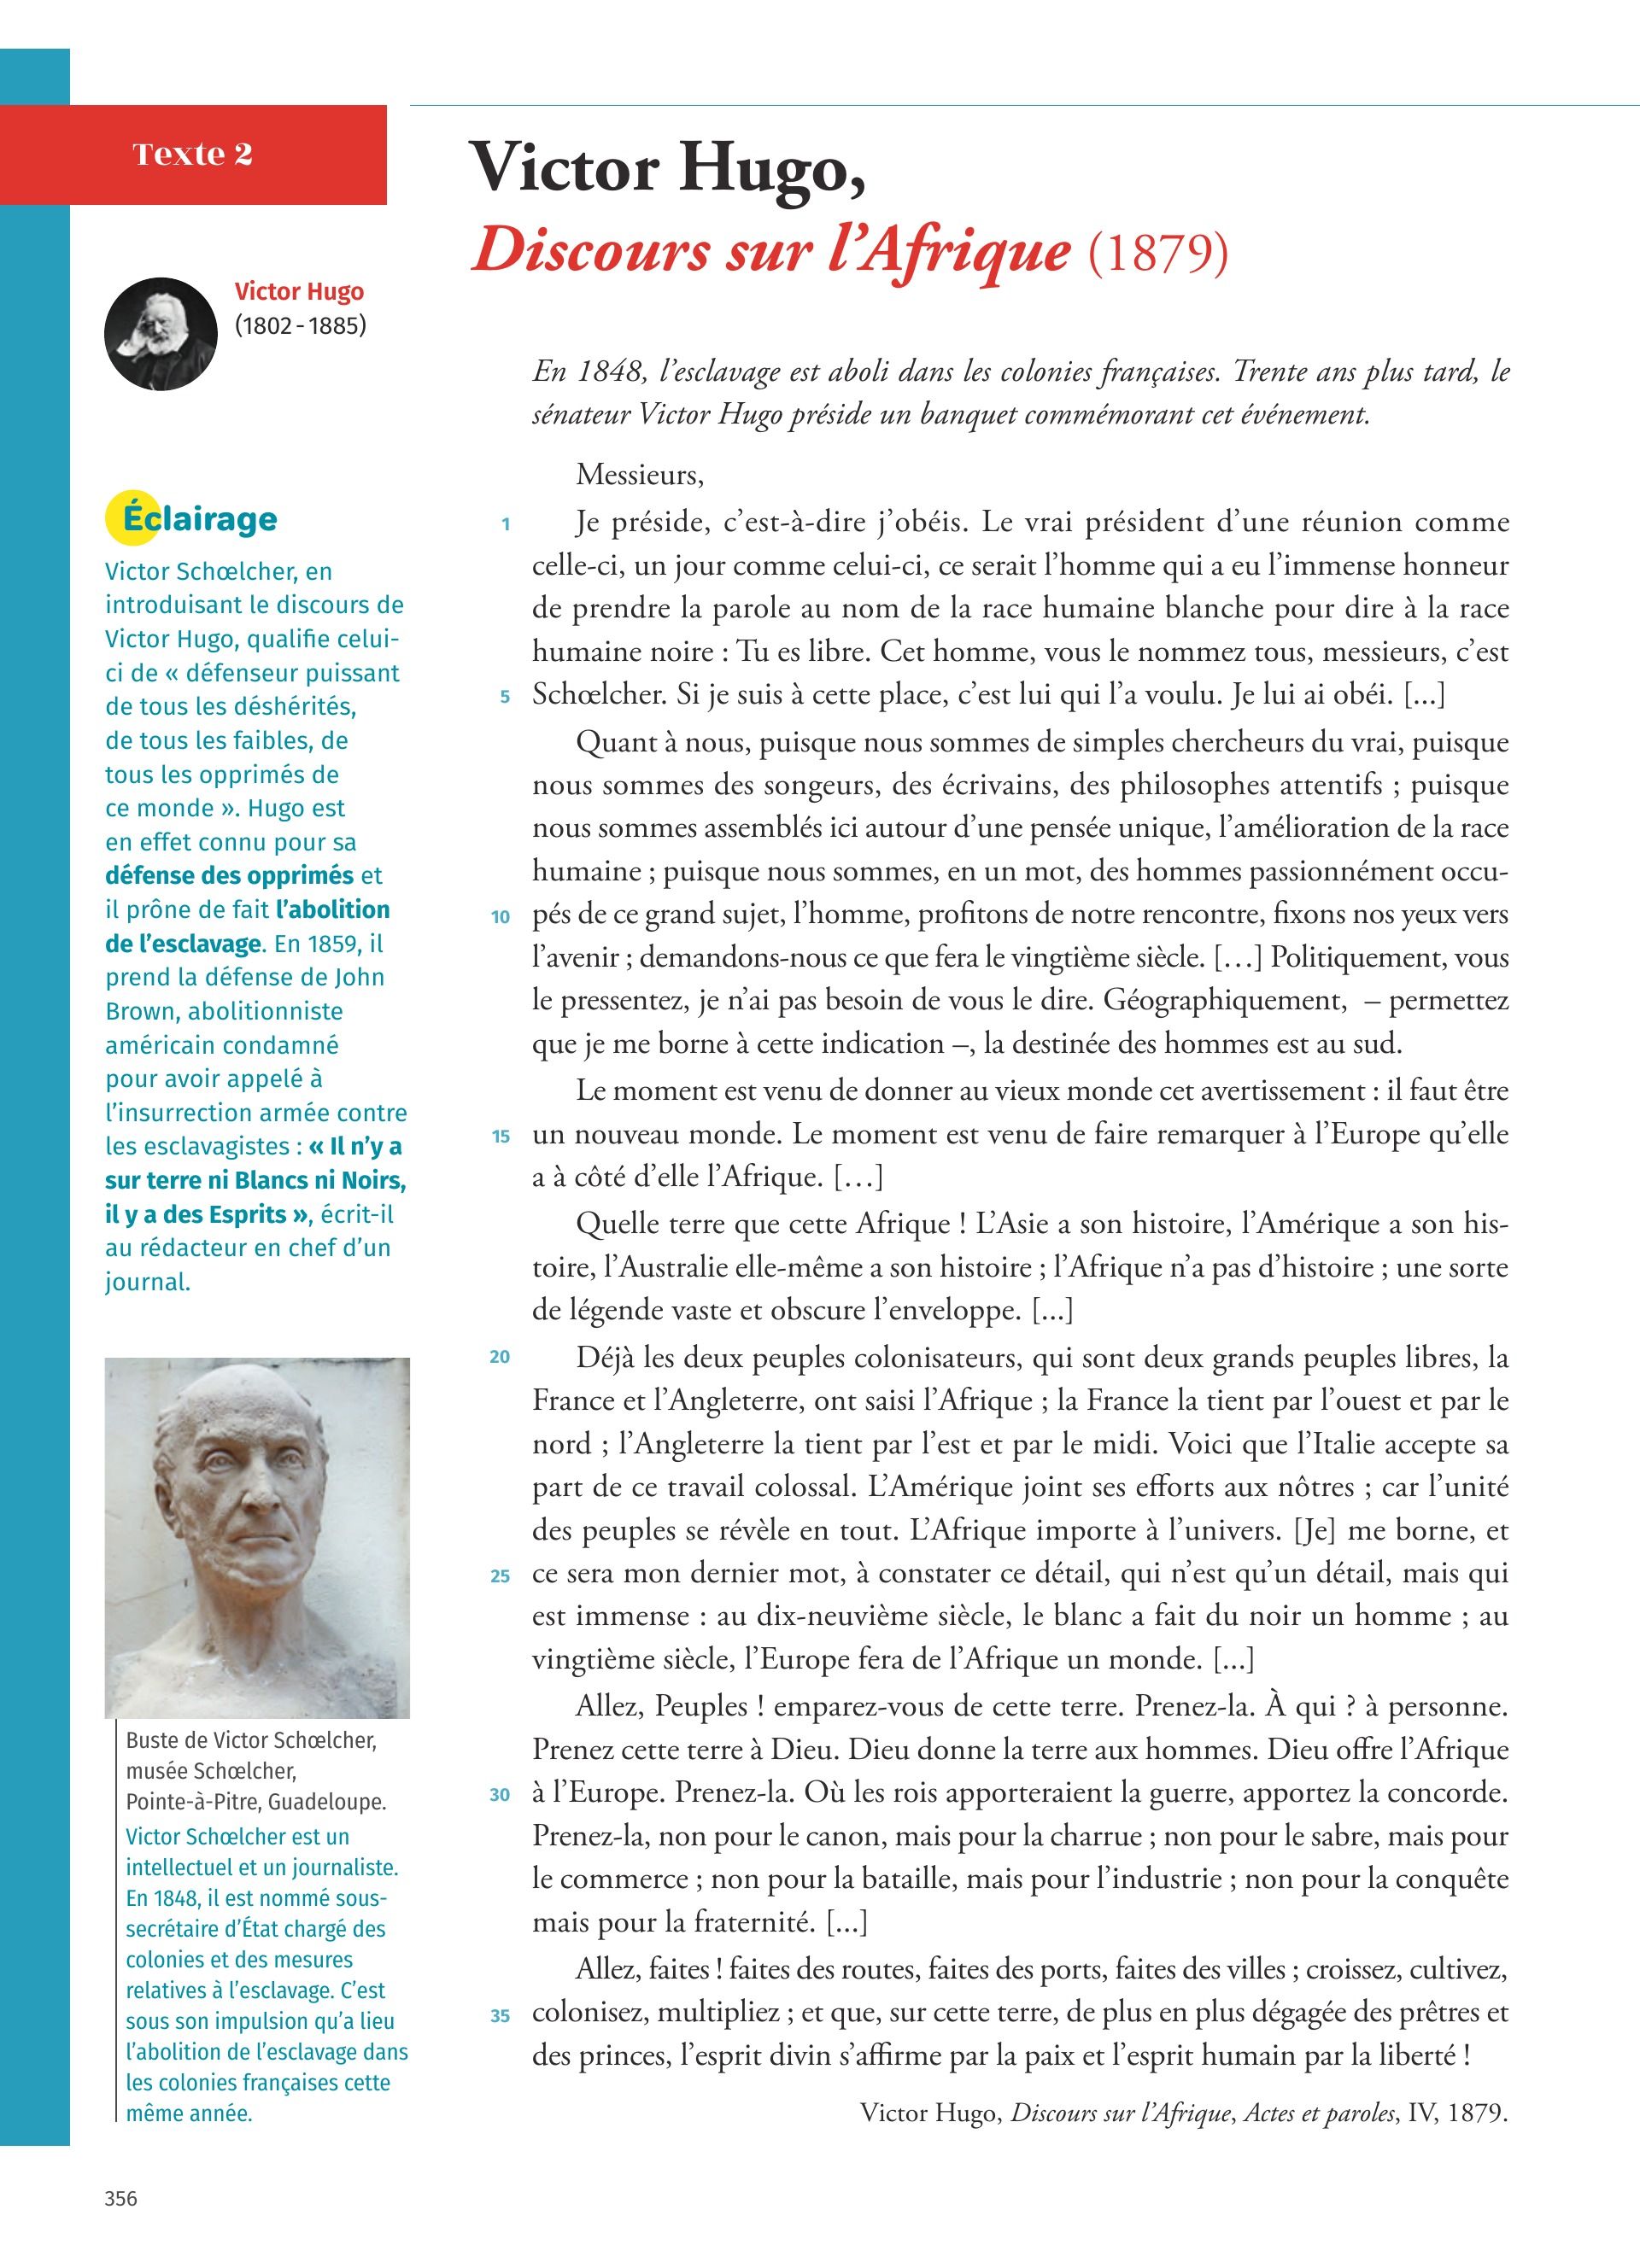 Texte 2
Victor Hugo,
Discours sur l'Afrique (1879)
Victor Hugo
(1802 - 1885)
Éclairage
Victor Schœlcher, en
introduisant le discours de
Victor Hugo, qualifie celui-
ci de « défenseur puissant
de tous les déshérités,
de tous les faibles, de
tous les opprimés de
ce monde ». Hugo est
en effet connu pour sa
défense des opprimés et
il prône de fait l'abolition
de l'esclavage. En 1859, il
prend la défense de John
Brown, abolitionniste
américain condamné
pour avoir appelé à
l'insurrection armée contre
les esclavagistes : « Il n'y a
sur terre ni Blancs ni Noirs,
il y a des Esprits », écrit-il
au rédacteur en chef d'un
journal.
Buste de Victor Schœlcher,
musée Schœlcher,
Pointe-à-Pitre, Guadeloupe.
Victor Schœlcher est un
intellectuel et un journaliste.
En 1848, il est nommé sous-
secrétaire d'État chargé des
colonies et des mesures
relatives à l'esclavage. C'est
sous son impulsion qu'a lieu
l'abolition de l'esclavage dans
les colonies françaises cette
même année.
En 1848, l'esclavage est aboli dans les colonies françaises. Trente ans plus tard, le
sénateur Victor Hugo préside un banquet commémorant cet événement.
Messieurs,
1 Je préside, c'est-à-dire j'obéis. Le vrai président d'une réunion comme
celle-ci, un jour comme celui-ci, ce serait l'homme qui a eu l'immense honneur
de prendre la parole au nom de la race humaine blanche pour dire à la race
humaine noire : Tu es libre. Cet homme, vous le nommez tous, messieurs, c'est
5 Schœlcher. Si je suis à cette place, c'est lui qui l'a voulu. Je lui ai obéi. [...]
Quant à nous, puisque nous sommes de simples chercheurs du vrai, puisque
nous sommes des songeurs, des écrivains, des philosophes attentifs ; puisque
nous sommes assemblés ici autour d'une pensée unique, l'amélioration de la race
humaine ; puisque nous sommes, en un mot, des hommes passionnément occu-
10 pés de ce grand sujet, l'homme, profitons de notre rencontre, fixons nos yeux vers
l'avenir ; demandons-nous ce que fera le vingtième siècle. […] Politiquement, vous
le pressentez, je n'ai pas besoin de vous le dire. Géographiquement, – permettez
que je me borne à cette indication –, la destinée des hommes est au sud.
Le moment est venu de donner au vieux monde cet avertissement : il faut être
15 un nouveau monde. Le moment est venu de faire remarquer à l'Europe qu'elle
a à côté d'elle l'Afrique. […]
Quelle terre que cette Afrique ! L'Asie a son histoire, l'Amérique a son his-
toire, l'Australie elle-même a son histoire ; l'Afrique n'a pas d'histoire ; une sorte
de légende vaste et obscure l'enveloppe. [...]
20 Déjà les deux peuples colonisateurs, qui sont deux grands peuples libres, la
France et l'Angleterre, ont saisi l'Afrique ; la France la tient par l'ouest et par le
nord ; l'Angleterre la tient par l'est et par le midi. Voici que l'Italie accepte sa
part de ce travail colossal. L'Amérique joint ses efforts aux nôtres ; car l'unité
des peuples se révèle en tout. L'Afrique importe à l'univers. [Je] me borne, et
25 ce sera mon dernier mot, à constater ce détail, qui n'est qu'un détail, mais qui
est immense : au dix-neuvième siècle, le blanc a fait du noir un homme ; au
vingtième siècle, l'Europe fera de l'Afrique un monde. [...]
Allez, Peuples ! emparez-vous de cette terre. Prenez-la. À qui ? à personne.
Prenez cette terre à Dieu. Dieu donne la terre aux hommes. Dieu offre l'Afrique
30 à l'Europe. Prenez-la. Où les rois apporteraient la guerre, apportez la concorde.
Prenez-la, non pour le canon, mais pour la charrue ; non pour le sabre, mais pour
le commerce ; non pour la bataille, mais pour l'industrie ; non pour la conquête
mais pour la fraternité. [...]
Allez, faites ! faites des routes, faites des ports, faites des villes ; croissez, cultivez,
35 colonisez, multipliez ; et que, sur cette terre, de plus en plus dégagée des prêtres et
des princes, l'esprit divin s'affirme par la paix et l'esprit humain par la liberté !
Victor Hugo, Discours sur l'Afrique, Actes et paroles, IV, 1879.
356